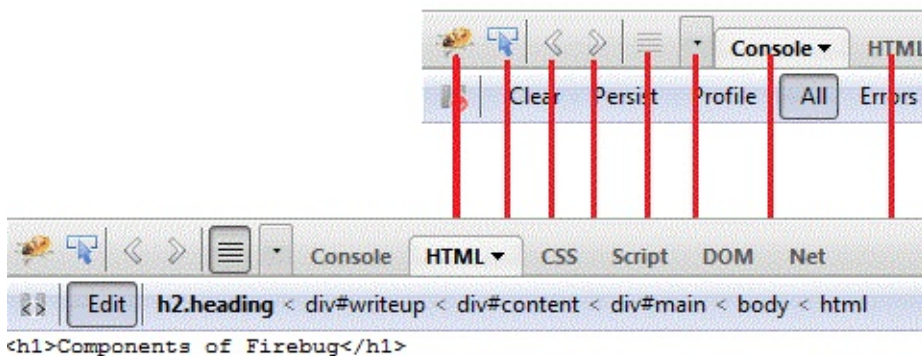 Console ▾ HTML
Clear Persist Profile All Errors
Console HTML ▾ CSS Script DOM Net
Edit h2.heading < div#writeup < div#content < div#main < body < html
<h1>Components of Firebug</h1>